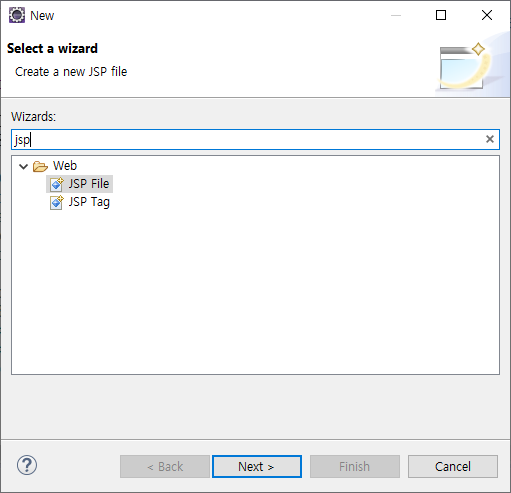 New
Select a wizard
Create a new JSP file
Wizards:
jsp
Web
JSP File
JSP Tag
?
< Back
Next >
Finish
Cancel